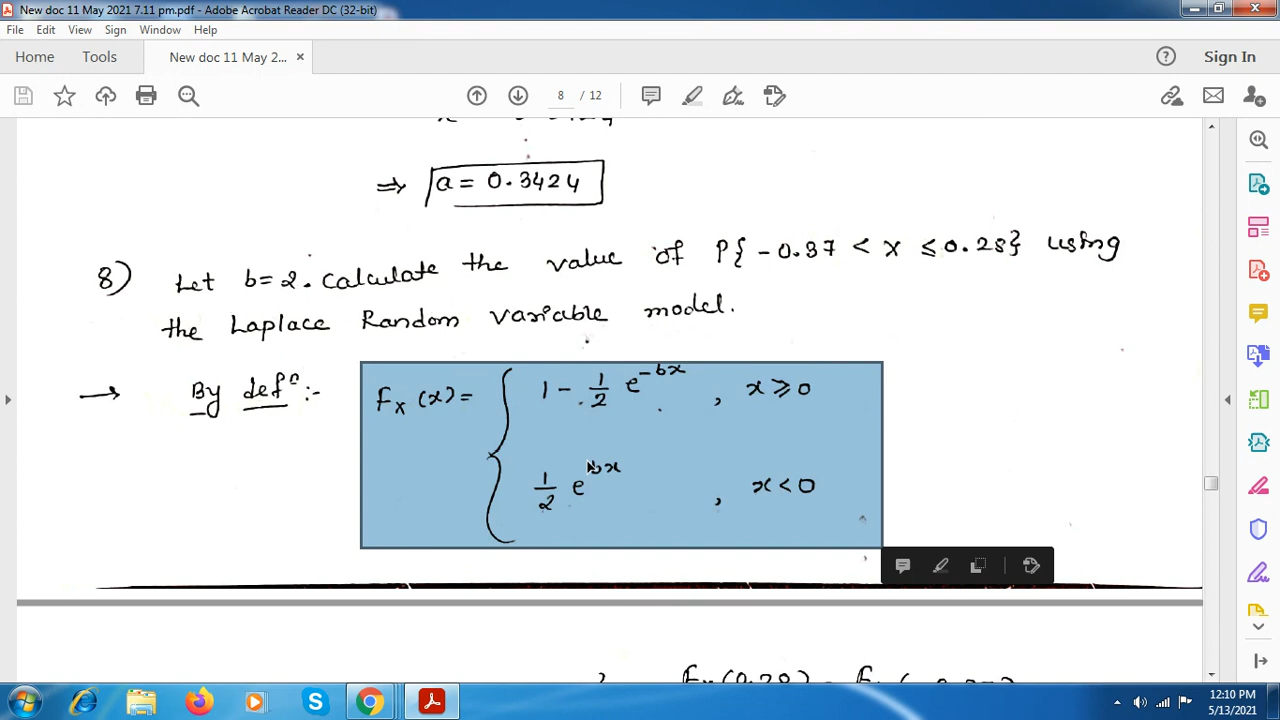 New doc 11 May 2021 7.11 pm.pdf - Adobe Acrobat Reader DC (32-bit)
File Edit View Sign Window Help
Home Tools New doc 11 May 2... × Sign In
8 / 12
⇒ a = 0.3424
8) Let b=2. Calculate the value of P{-0.37 < X ≤ 0.28} using
the Laplace Random variable model.
→ By defⁿ :- F_X (x) = { 1 - 1/2 e^-bx , x ≥ 0
1/2 e^bx , x < 0
12:10 PM
5/13/2021